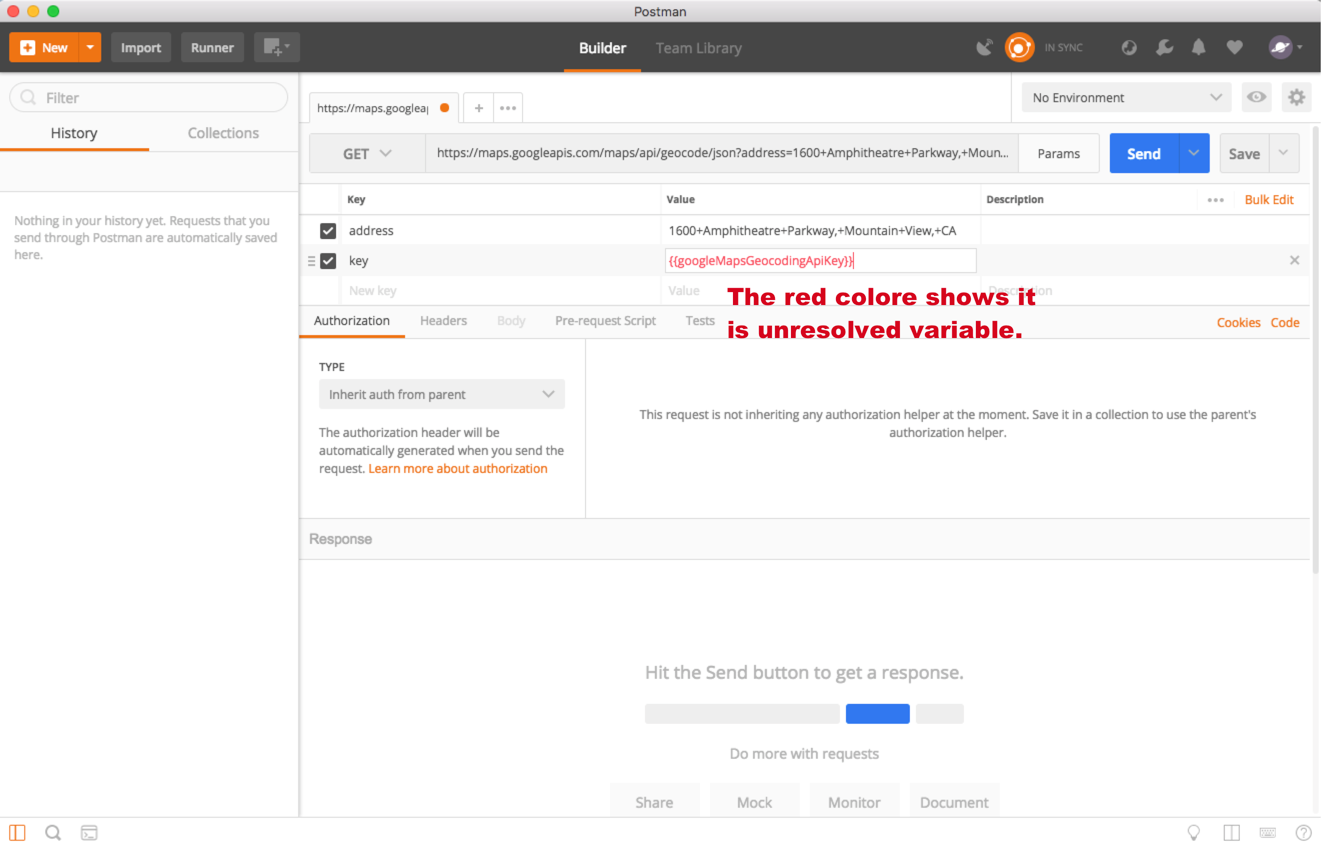 Postman
New
Import
Runner
Builder
Team Library
IN SYNC
Filter
History
Collections
Nothing in your history yet. Requests that you
send through Postman are automatically saved
here.
https://maps.googleap
No Environment
GET
https://maps.googleapis.com/maps/api/geocode/json?address=1600+Amphitheatre+Parkway,+Moun...
Params
Send
Save
Key
Value
Description
Bulk Edit
address
1600+Amphitheatre+Parkway,+Mountain+View,+CA
key
{{googleMapsGeocodingApiKey}}
New key
Value
Description
The red colore shows it
is unresolved variable.
Authorization
Headers
Body
Pre-request Script
Tests
Cookies
Code
TYPE
Inherit auth from parent
The authorization header will be
automatically generated when you send the
request. Learn more about authorization
This request is not inheriting any authorization helper at the moment. Save it in a collection to use the parent's
authorization helper.
Response
Hit the Send button to get a response.
Do more with requests
Share
Mock
Monitor
Document